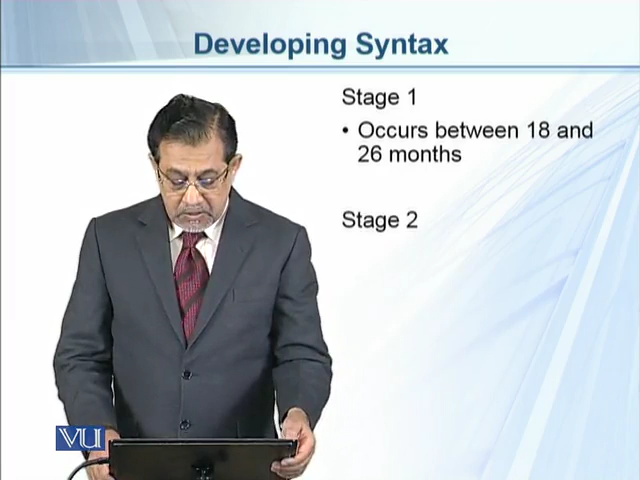 Developing Syntax
Stage 1
• Occurs between 18 and
26 months
Stage 2
VU